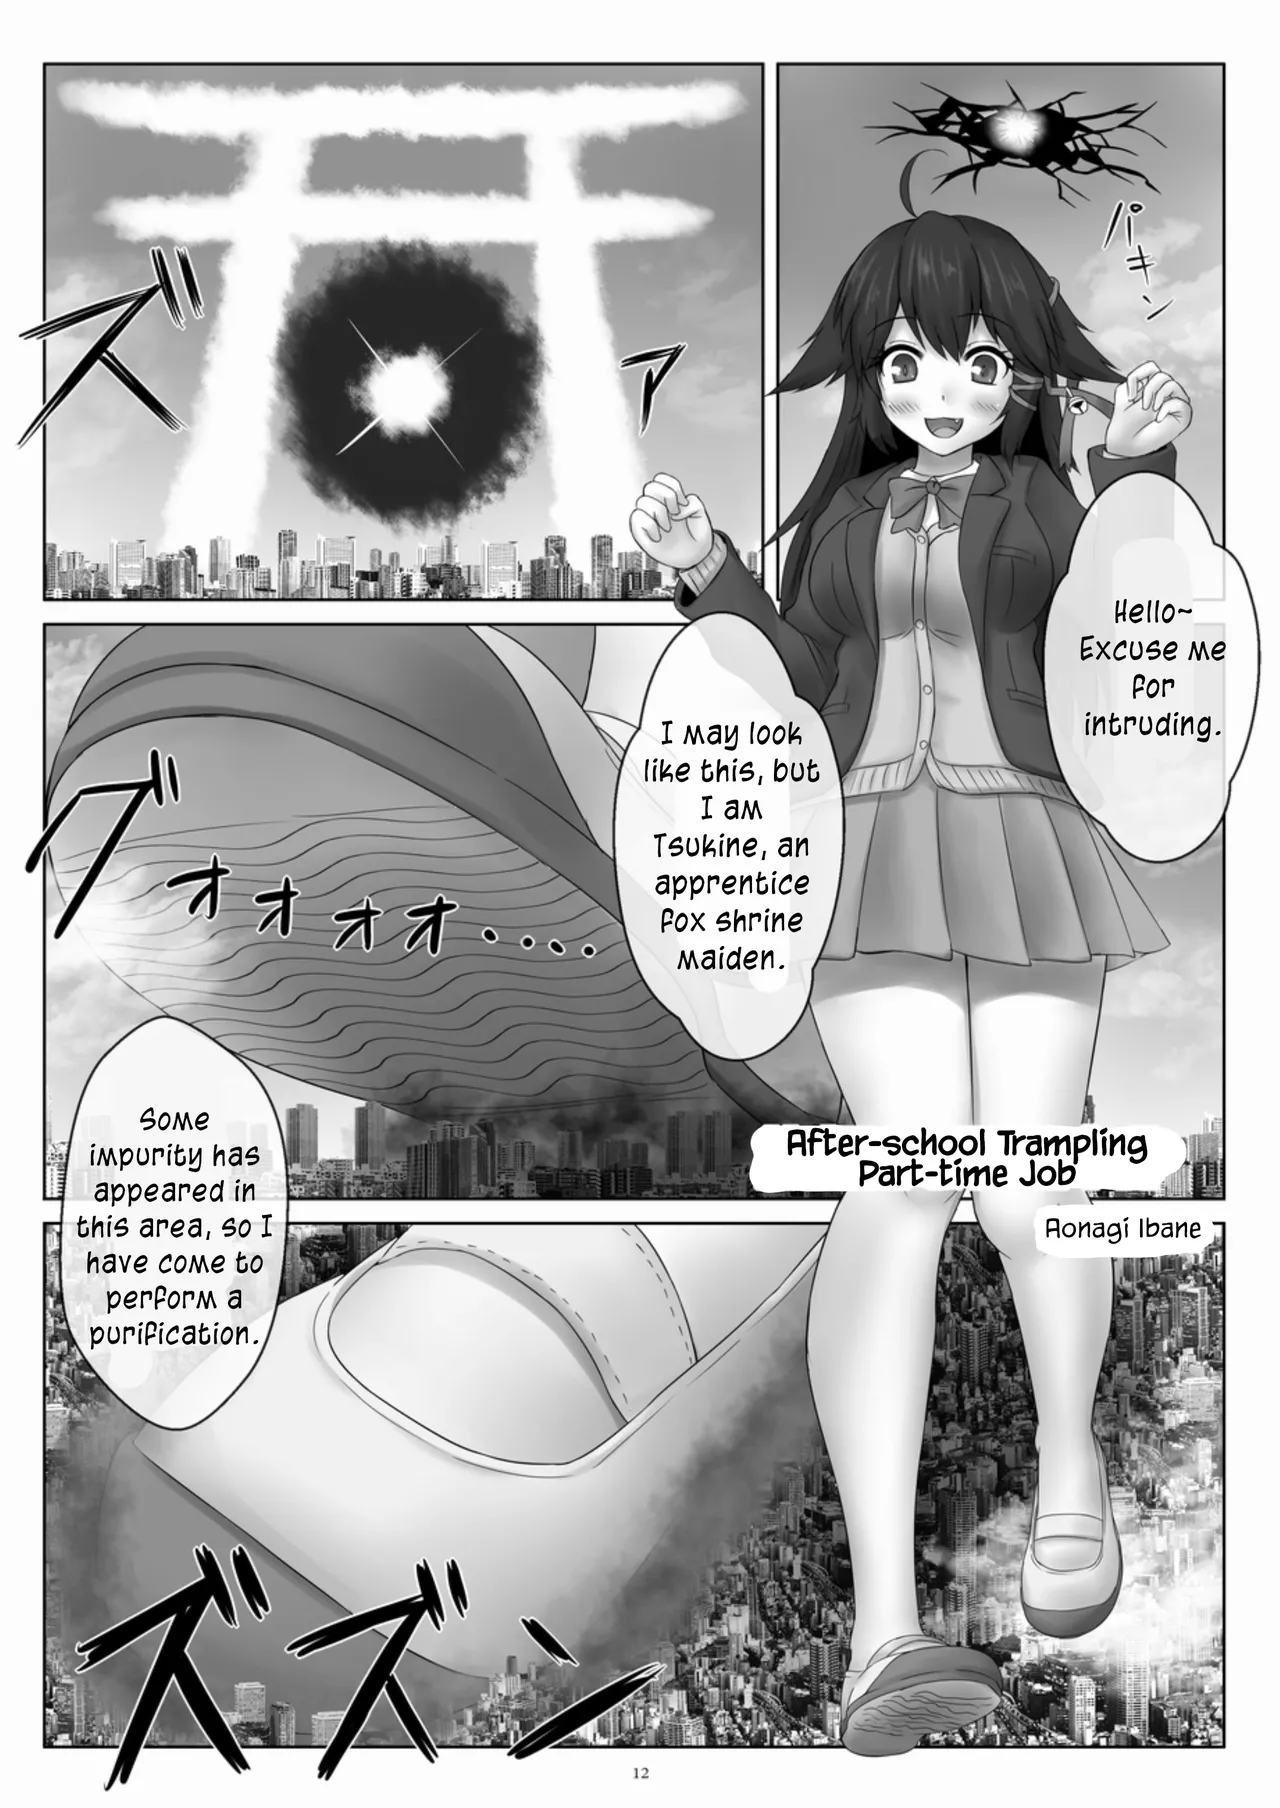 ズァ
パキン
Hello~
Excuse me
for
intruding.
I may look
like this, but
I am
Tsukine, an
apprentice
fox shrine
maiden.
グオオオオ....
Some
impurity has
appeared in
this area, so I
have come to
perform a
purification.
After-school Trampling
Part-time Job
Aonagi Ibane
ズズン
12